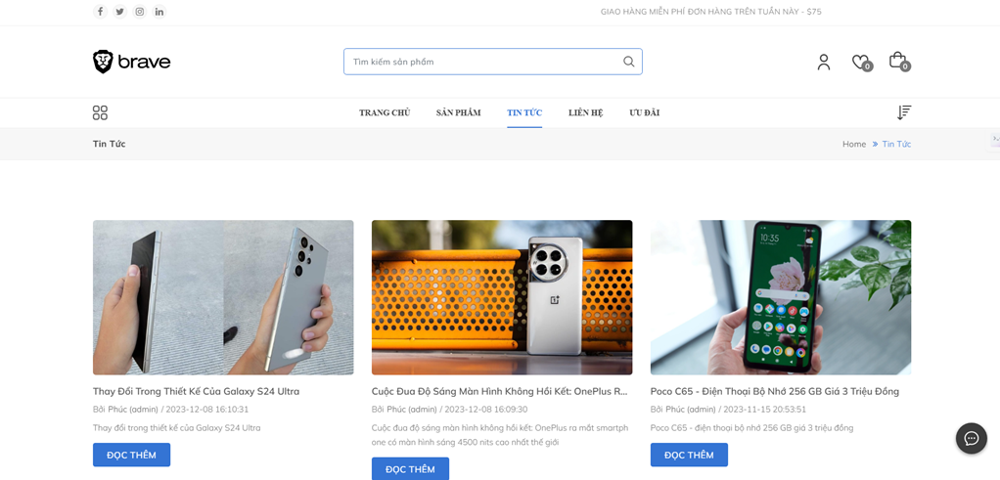 GIAO HÀNG MIỄN PHÍ ĐƠN HÀNG TRÊN TUẦN NÀY - $75
brave
Tìm kiếm sản phẩm
0
0
TRANG CHỦ SẢN PHẨM TIN TỨC LIÊN HỆ ƯU ĐÃI
Tin Tức
Home » Tin Tức
10:35
Thay Đổi Trong Thiết Kế Của Galaxy S24 Ultra
Bởi Phúc (admin) / 2023-12-08 16:10:31
Thay đổi trong thiết kế của Galaxy S24 Ultra
ĐỌC THÊM
Cuộc Đua Độ Sáng Màn Hình Không Hồi Kết: OnePlus R...
Bởi Phúc (admin) / 2023-12-08 16:09:30
Cuộc đua độ sáng màn hình không hồi kết: OnePlus ra mắt smartph
one có màn hình sáng 4500 nits cao nhất thế giới
ĐỌC THÊM
Poco C65 - Điện Thoại Bộ Nhớ 256 GB Giá 3 Triệu Đồng
Bởi Phúc (admin) / 2023-11-15 20:53:51
Poco C65 - điện thoại bộ nhớ 256 GB giá 3 triệu đồng
ĐỌC THÊM